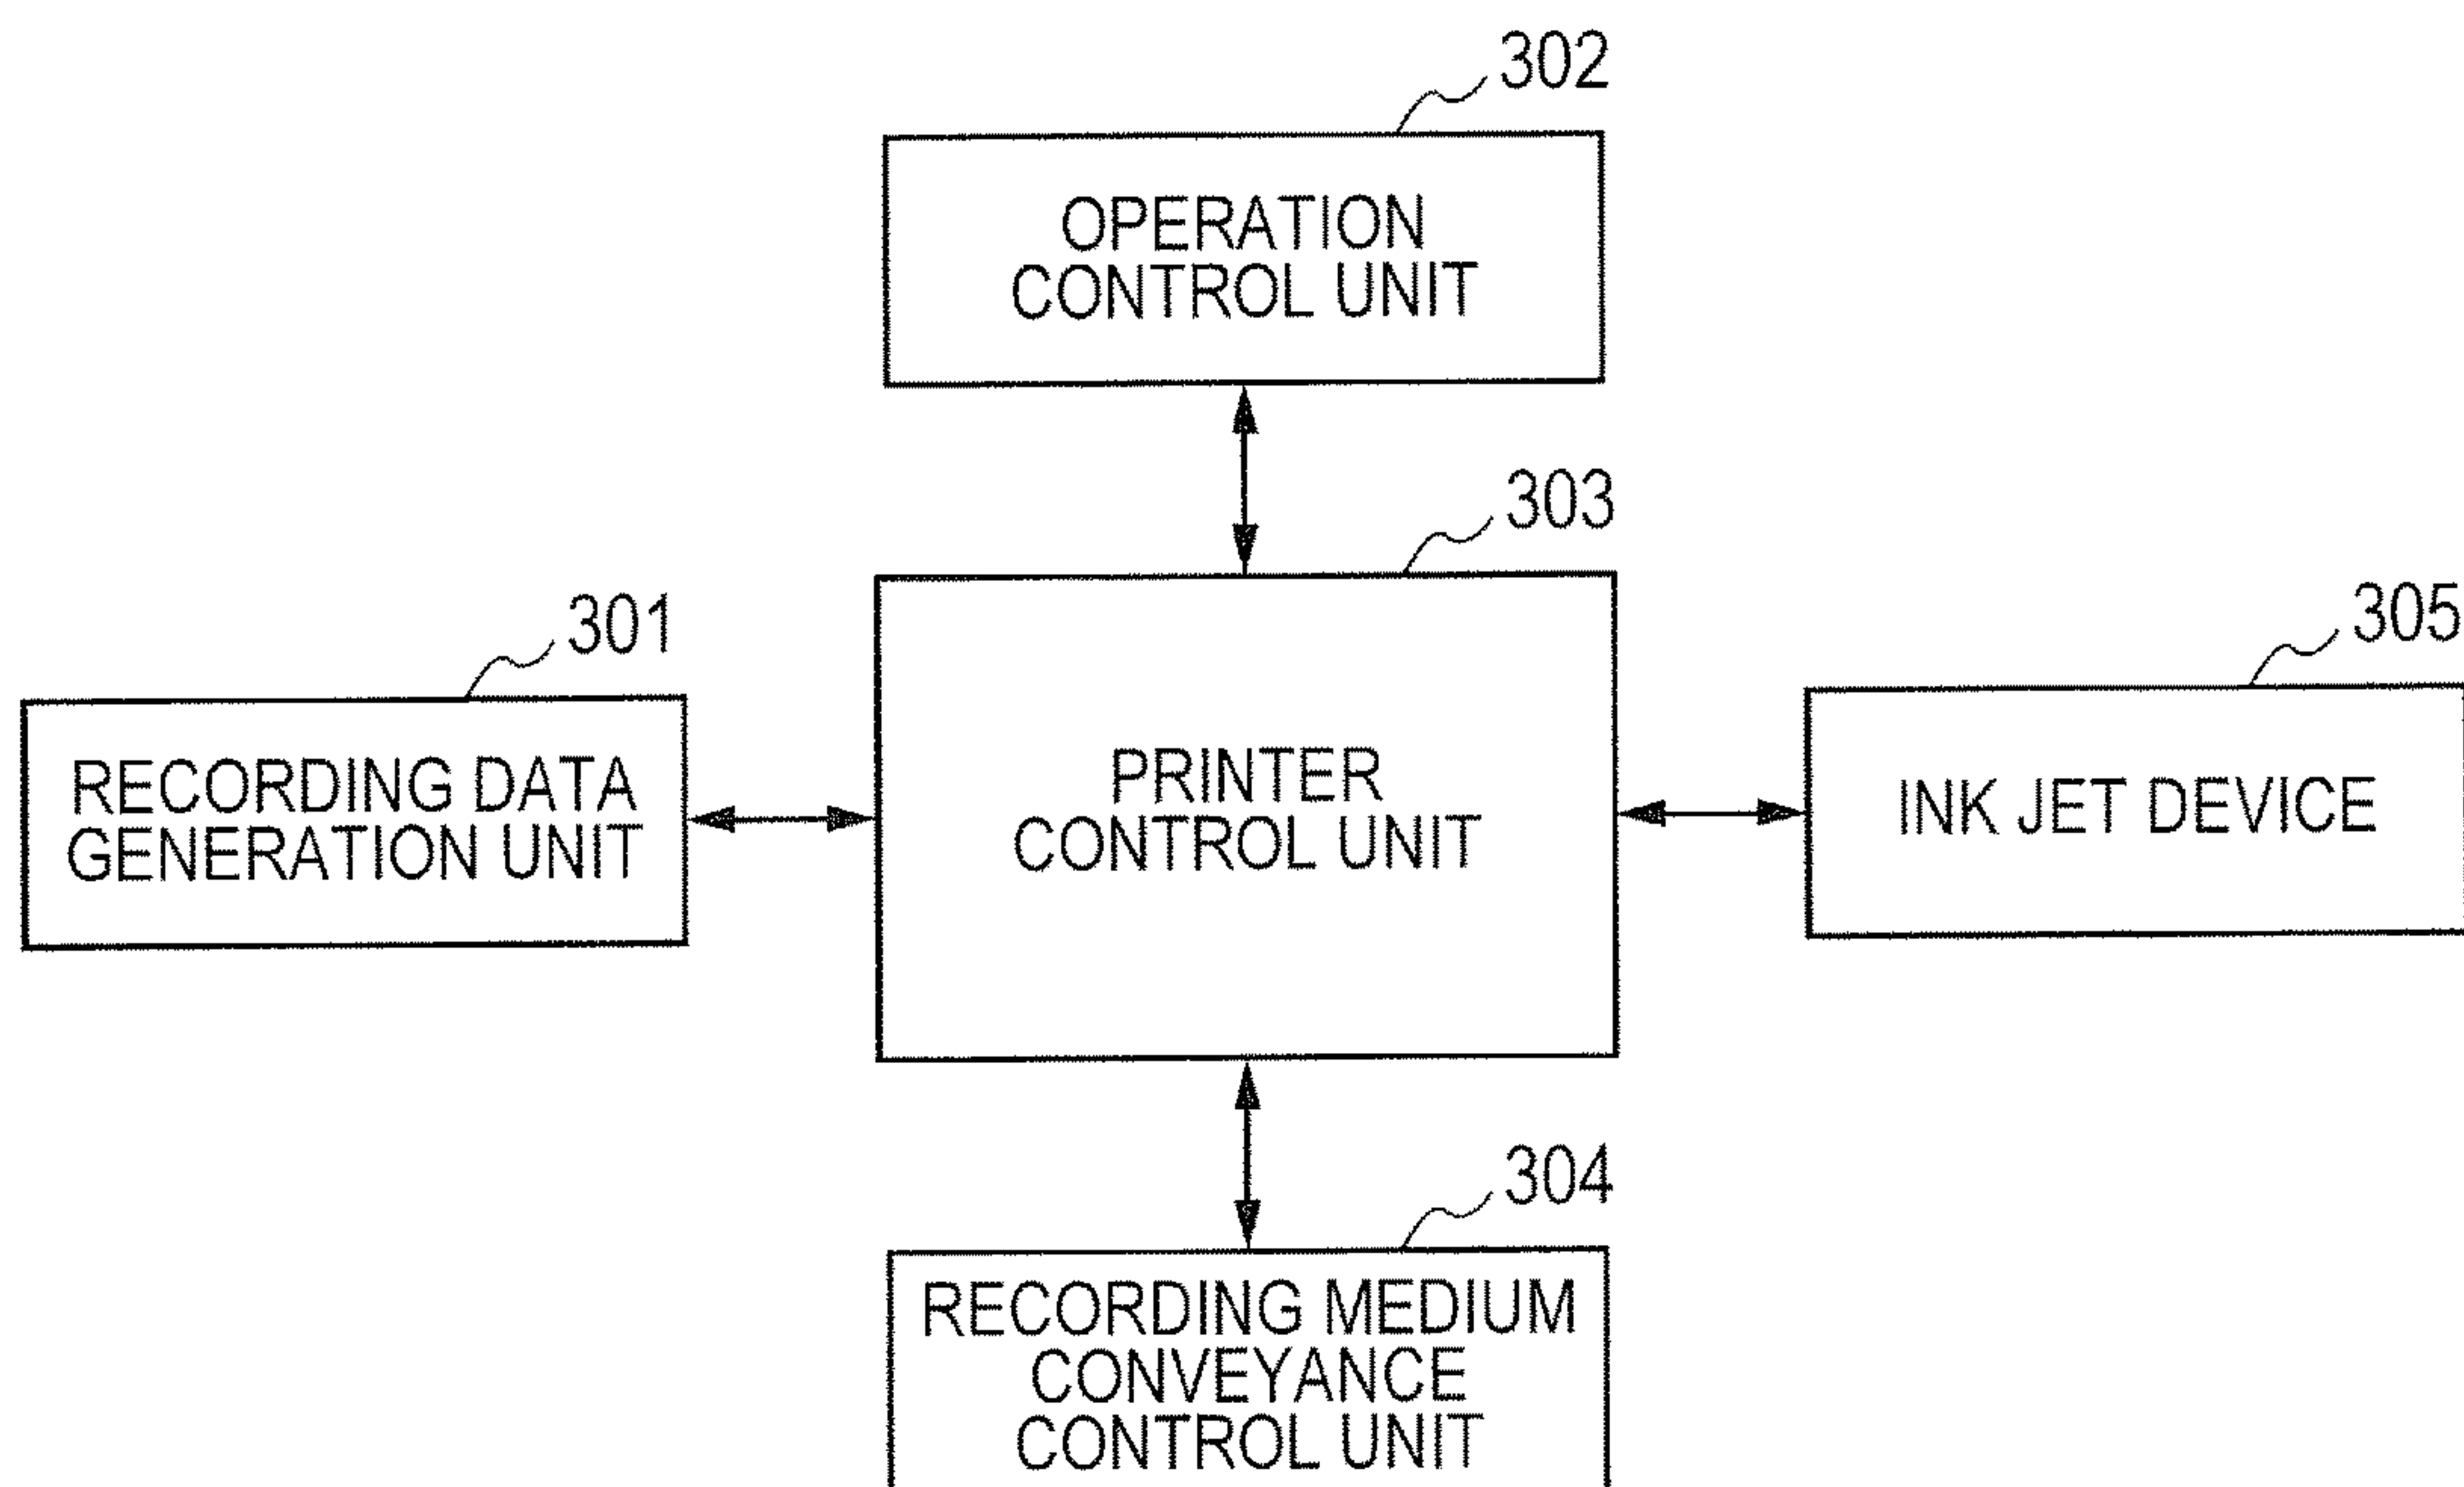 302
OPERATION
CONTROL UNIT
303
301
305
RECORDING DATA
GENERATION UNIT
PRINTER
CONTROL UNIT
INK JET DEVICE
304
RECORDING MEDIUM
CONVEYANCE
CONTROL UNIT